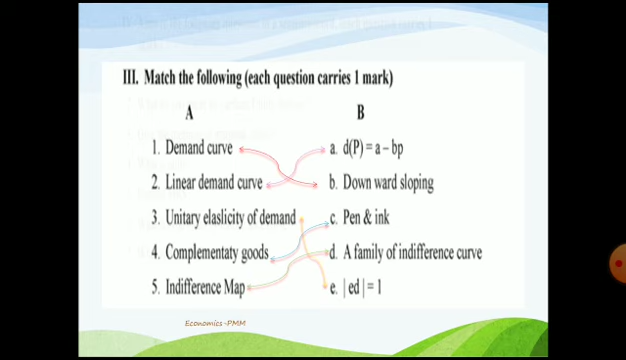 III. Match the following (each question carries 1 mark)
A B
1. Demand curve a. d(P) = a – bp
2. Linear demand curve b. Down ward sloping
3. Unitary elaslicity of demand c. Pen & ink
4. Complementaty goods d. A family of indifference curve
5. Indifference Map e. | ed | = 1
Economics -PMM